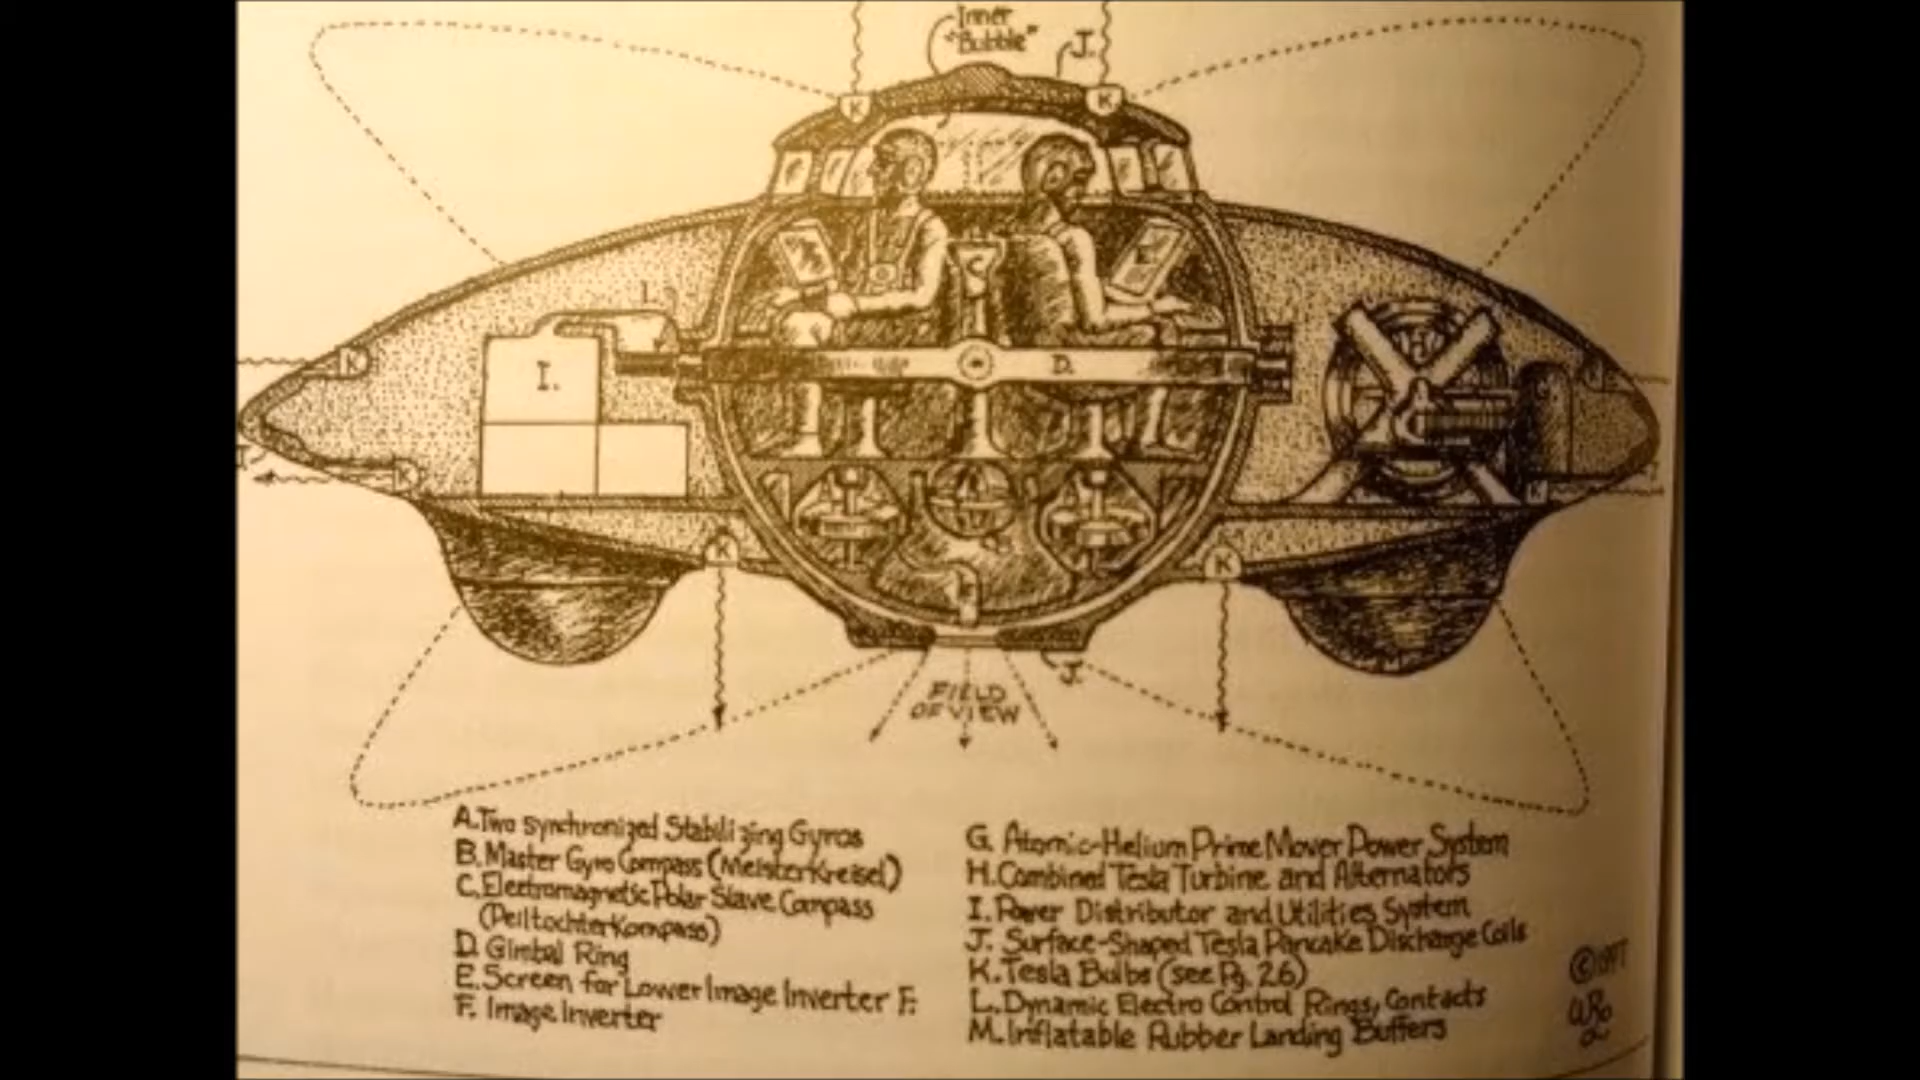 Inner
"Bubble"
J.
K
K
C
E
L
I.
D.
H
K
K
K
K
K
F
J.
FIELD
OF VIEW
A. Two Synchronized Stabilizing Gyros
B. Master Gyro Compass (Meisterkreisel)
C. Electromagnetic Polar Slave Compass
(Peiltochterkompass)
D. Gimbal Ring
E. Screen for Lower Image Inverter F.
F. Image Inverter
G. Atomic-Helium Prime Mover Power System
H. Combined Tesla Turbine and Alternators
I. Power Distributor and Utilities System
J. Surface-Shaped Tesla Pancake Discharge Coils
K. Tesla Bulbs (see Pg. 26)
L. Dynamic Electro Control Rings, Contacts
M. Inflatable Rubber Landing Buffers
©1997